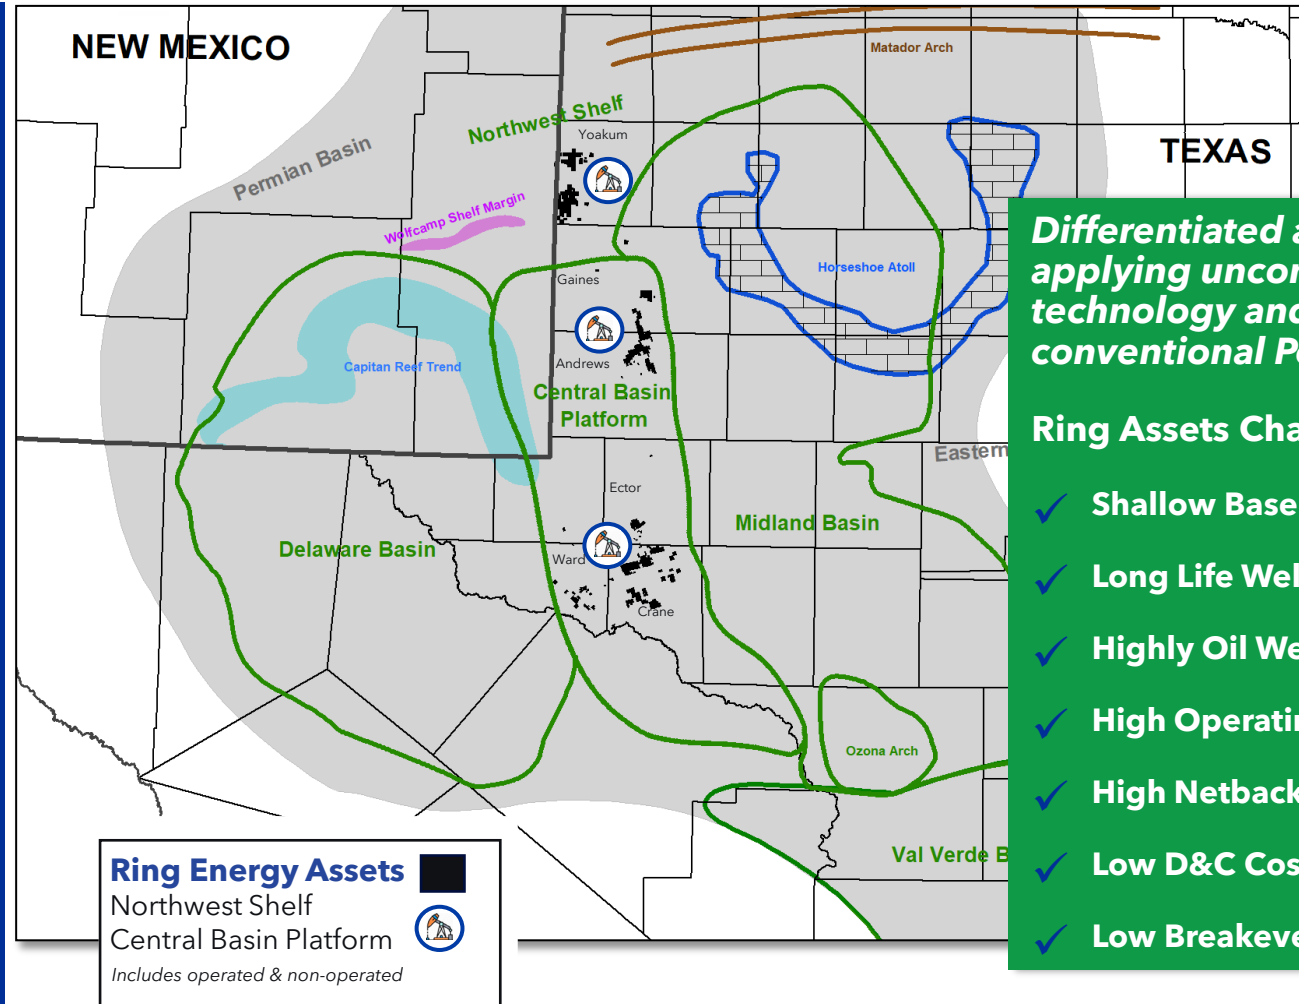 NEW MEXICO
Matador Arch
Northwest Shelf
Yoakum
TEXAS
Permian Basin
Wolfcamp Shelf Margin
Horseshoe Atoll
Gaines
Capitan Reef Trend
Andrews
Central Basin
Platform
Eastern
Ector
Midland Basin
Delaware Basin
Ward
Crane
Ozona Arch
Val Verde B
Differentiated a
applying uncon
technology and
conventional Pe
Ring Assets Cha
Shallow Base
Long Life Wel
Highly Oil We
High Operatin
High Netback
Low D&C Cos
Low Breakeve
Ring Energy Assets
Northwest Shelf
Central Basin Platform
Includes operated & non-operated